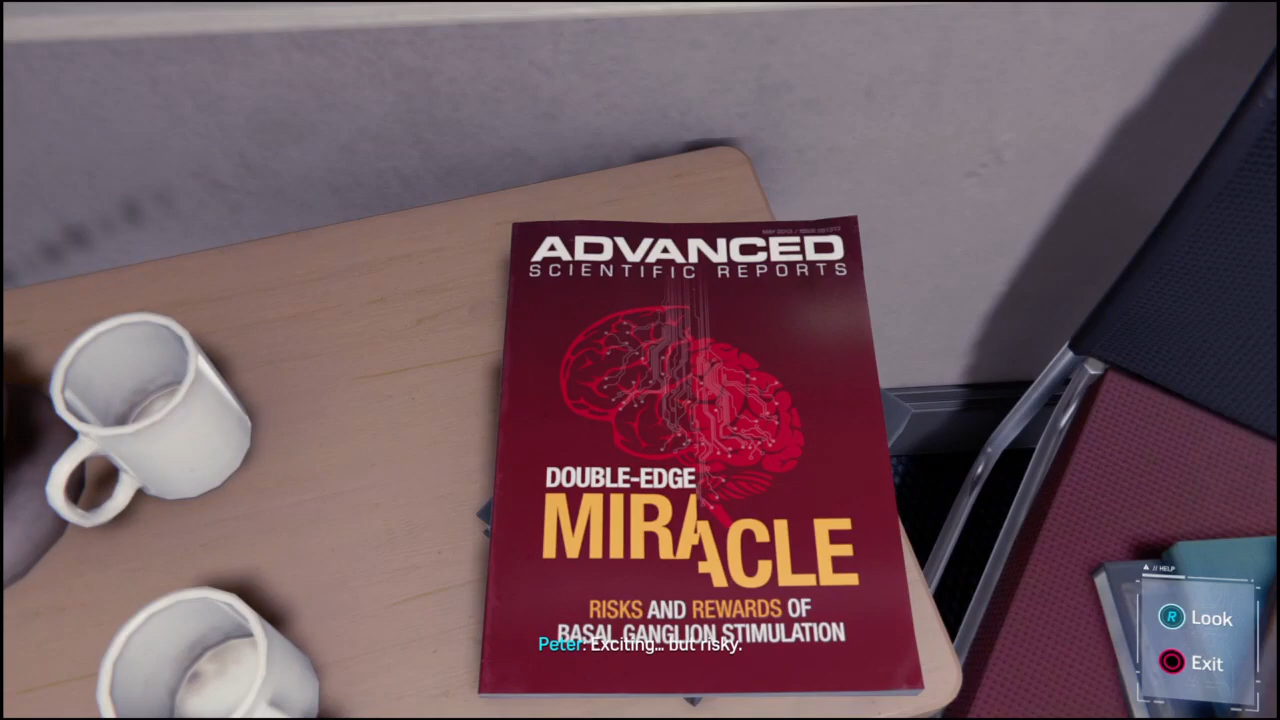 ADVANCED
SCIENTIFIC REPORTS
DOUBLE-EDGE
MIRACLE
RISKS AND REWARDS OF
BASAL GANGLION STIMULATION
Peter: Exciting... but risky.
// HELP
R Look
Exit